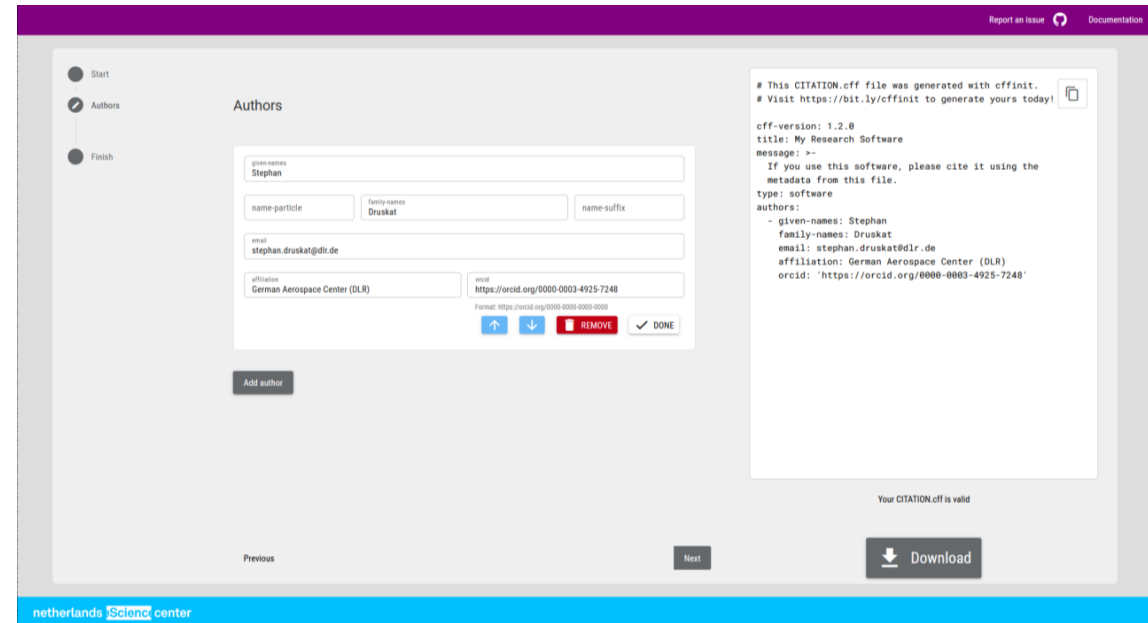 Report an issue
Documentation
Start
Authors
Finish
Authors
given-names
Stephan
name-particle
family-names
Druskat
name-suffix
email
stephan.druskat@dlr.de
affiliation
German Aerospace Center (DLR)
orcid
https://orcid.org/0000-0003-4925-7248
Format: https://orcid.org/0000-0000-0000-0000
REMOVE
DONE
Add author
Previous
Next
# This CITATION.cff file was generated with cffinit.
# Visit https://bit.ly/cffinit to generate yours today!
cff-version: 1.2.0
title: My Research Software
message: >-
If you use this software, please cite it using the
metadata from this file.
type: software
authors:
- given-names: Stephan
family-names: Druskat
email: stephan.druskat@dlr.de
affiliation: German Aerospace Center (DLR)
orcid: 'https://orcid.org/0000-0003-4925-7248'
Your CITATION.cff is valid
Download
netherlands eScience center